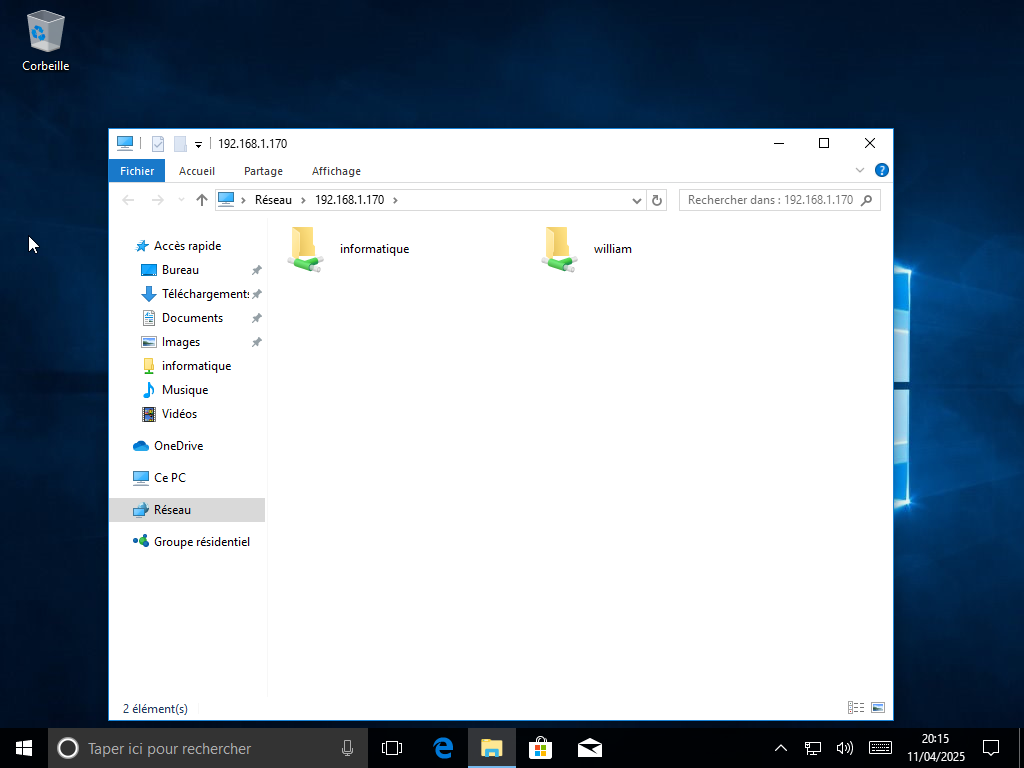 Corbeille
192.168.1.170
Fichier
Accueil
Partage
Affichage
Réseau
192.168.1.170
Rechercher dans : 192.168.1.170
Accès rapide
Bureau
Téléchargements
Documents
Images
informatique
Musique
Vidéos
OneDrive
Ce PC
Réseau
Groupe résidentiel
informatique
william
2 élément(s)
Taper ici pour rechercher
20:15
11/04/2025